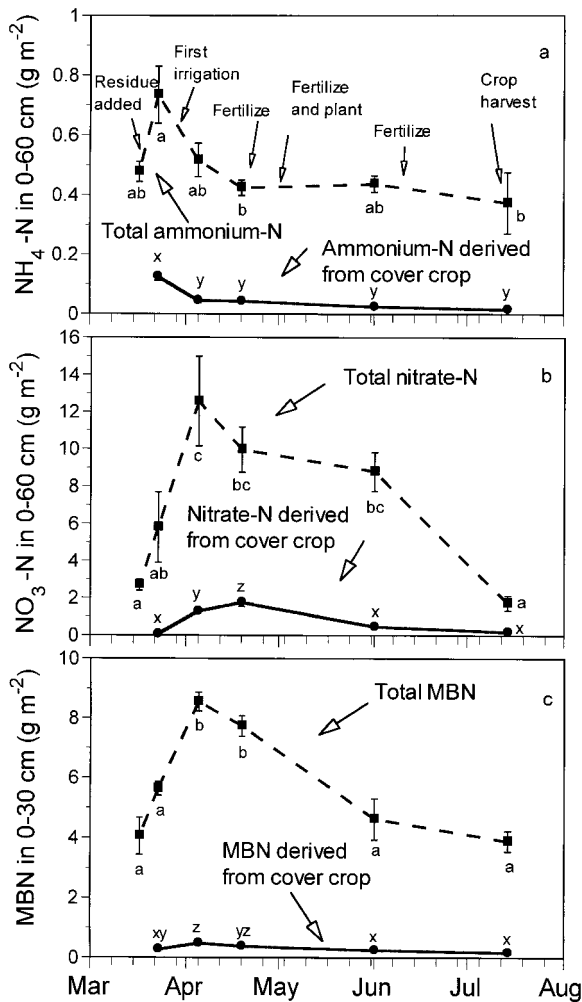 a
NH₄ -N in 0-60 cm (g m⁻²)
1
0.8
0.6
0.4
0.2
0
Residue
added
First
irrigation
Fertilize
Fertilize
and plant
Fertilize
Crop
harvest
ab
a
ab
b
ab
b
Total ammonium-N
Ammonium-N derived
from cover crop
x
y
y
y
y
b
NO₃ -N in 0-60 cm (g m⁻²)
16
14
12
10
8
6
4
2
0
Total nitrate-N
a
ab
c
bc
bc
a
Nitrate-N derived
from cover crop
x
y
z
x
x
c
MBN in 0-30 cm (g m⁻²)
10
8
6
4
2
0
Total MBN
a
a
b
b
a
a
MBN derived
from cover crop
xy
z
yz
x
x
Mar
Apr
May
Jun
Jul
Aug